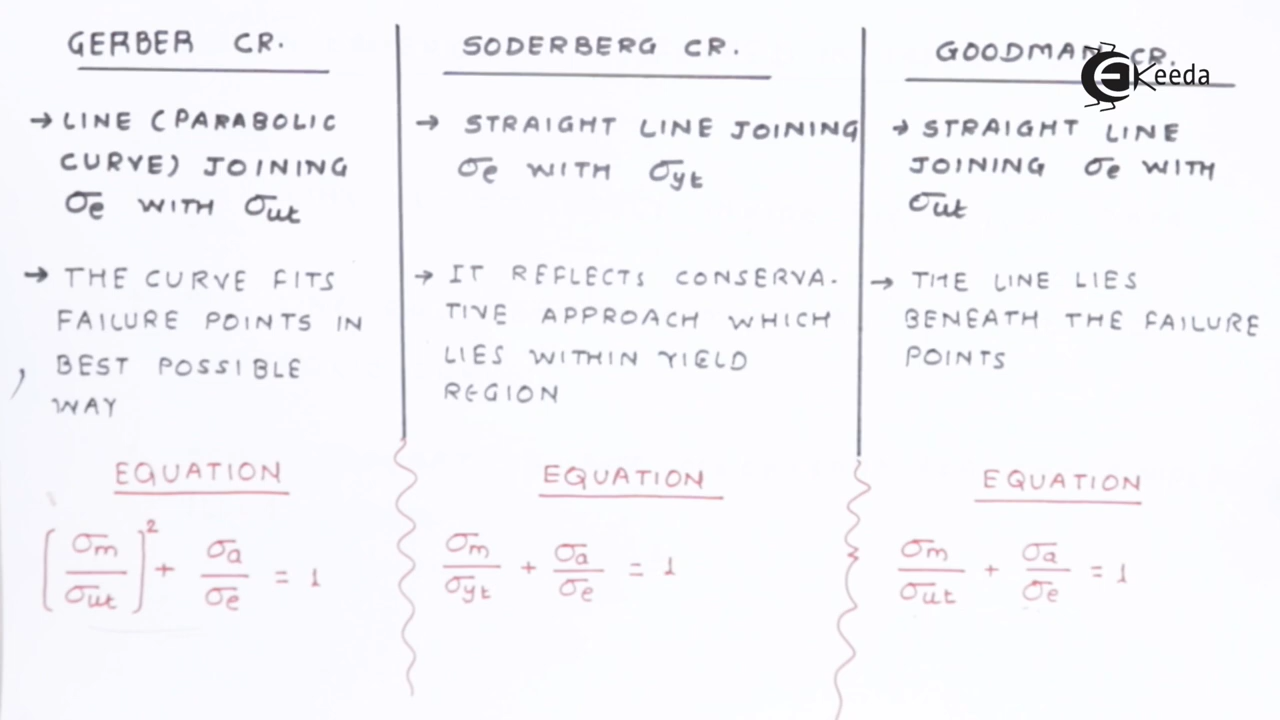 GERBER CR.
→ LINE (PARABOLIC
CURVE) JOINING
σe WITH σut
→ THE CURVE FITS
FAILURE POINTS IN
BEST POSSIBLE
WAY
EQUATION
[σm/σut]² + σa/σe = 1
SODERBERG CR.
→ STRAIGHT LINE JOINING
σe WITH σyt
→ IT REFLECTS CONSERVA-
TIVE APPROACH WHICH
LIES WITHIN YIELD
REGION
EQUATION
σm/σyt + σa/σe = 1
GOODMAN CR.
Keeda
→ STRAIGHT LINE
JOINING σe WITH
σut
→ THE LINE LIES
BENEATH THE FAILURE
POINTS
EQUATION
σm/σut + σa/σe = 1